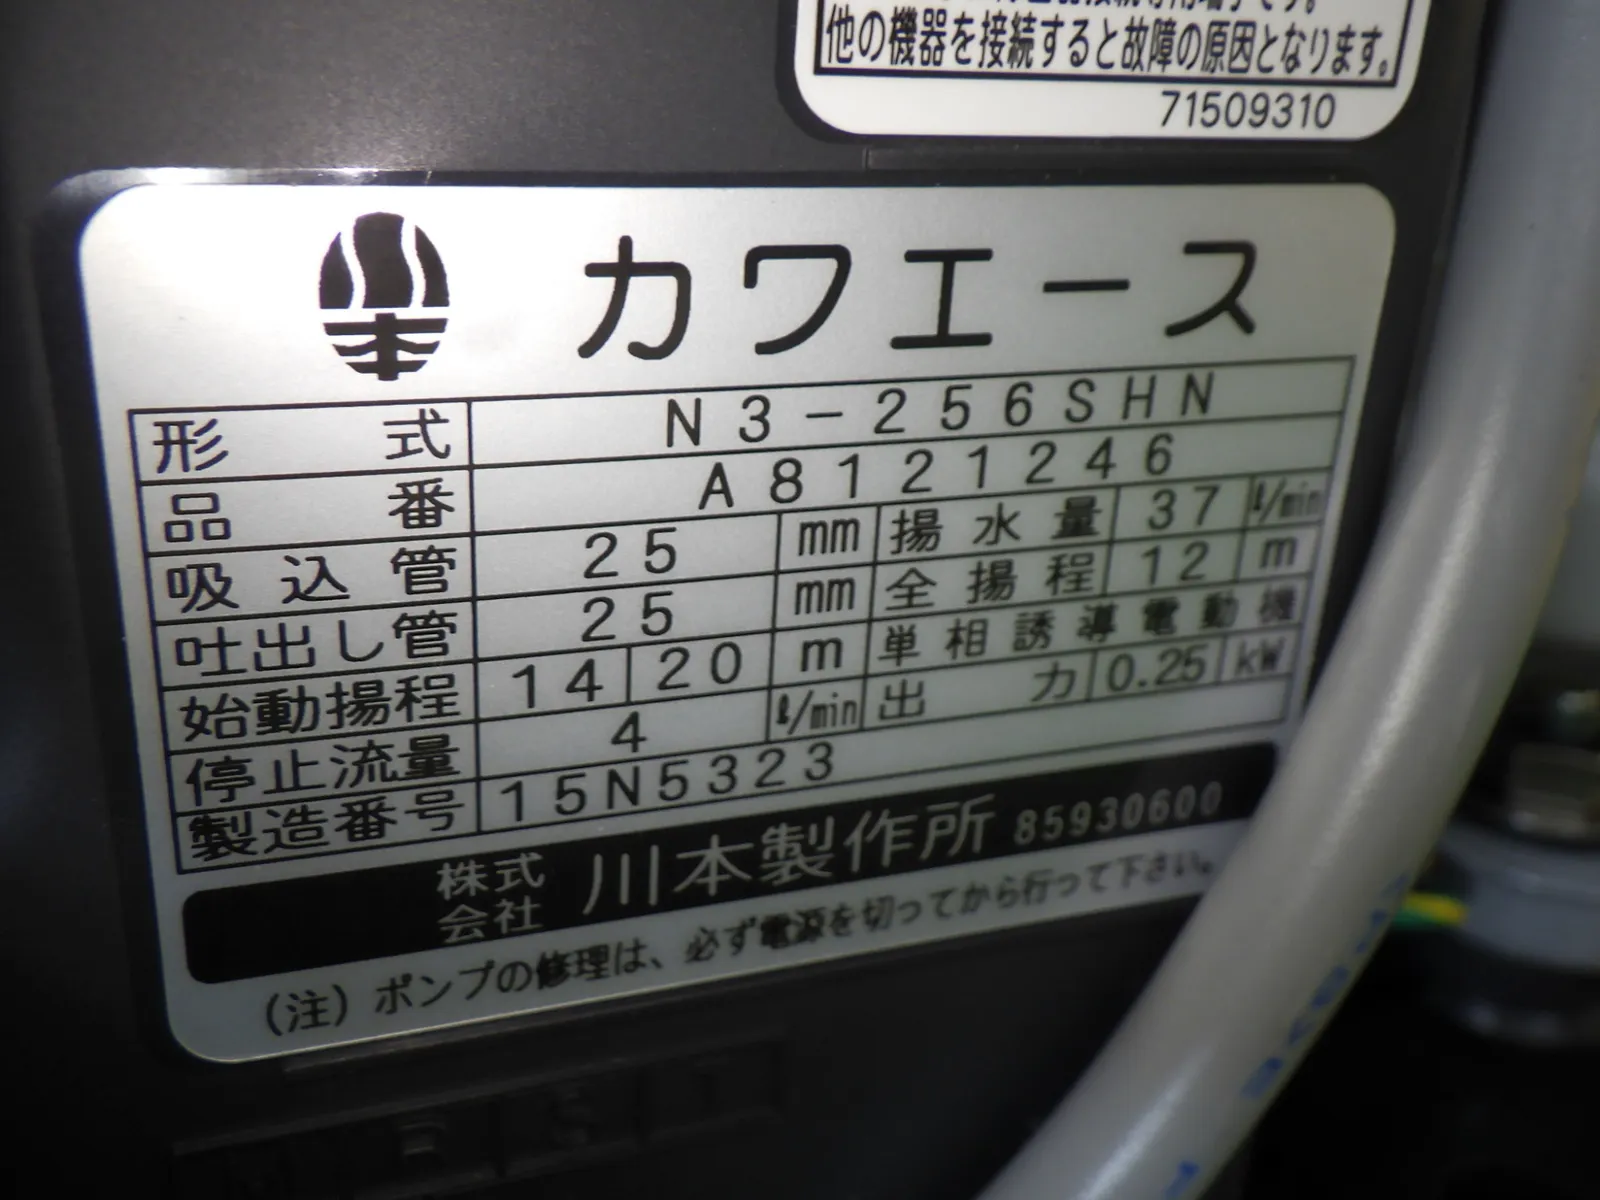 他の機器を接続すると故障の原因となります。
71509310
カワエース
形式 N3-256SHN
品番 A8121246
吸込管 25 mm 揚水量 37 ℓ/min
吐出し管 25 mm 全揚程 12 m
始動揚程 14 20 m 単相誘導電動機
停止流量 4 ℓ/min 出力 0.25 kW
製造番号 15N5323
株式会社 川本製作所 85930600
(注)ポンプの修理は、必ず電源を切ってから行って下さい。